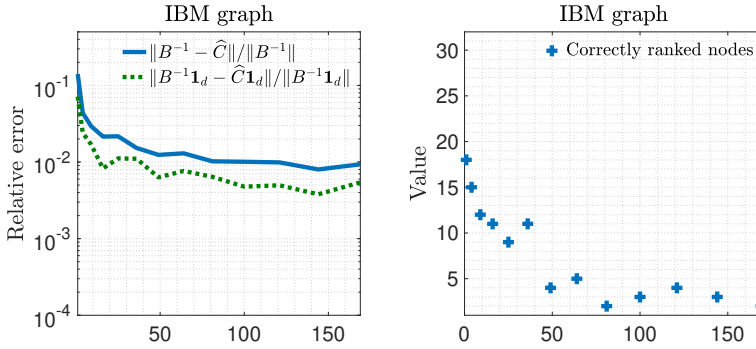 IBM graph
Relative error
10⁻¹
10⁻²
10⁻³
10⁻⁴
50
100
150
‖B⁻¹ − Ĉ‖/‖B⁻¹‖
‖B⁻¹𝟏_d − Ĉ𝟏_d‖/‖B⁻¹𝟏_d‖
IBM graph
Value
30
25
20
15
10
5
0
50
100
150
Correctly ranked nodes